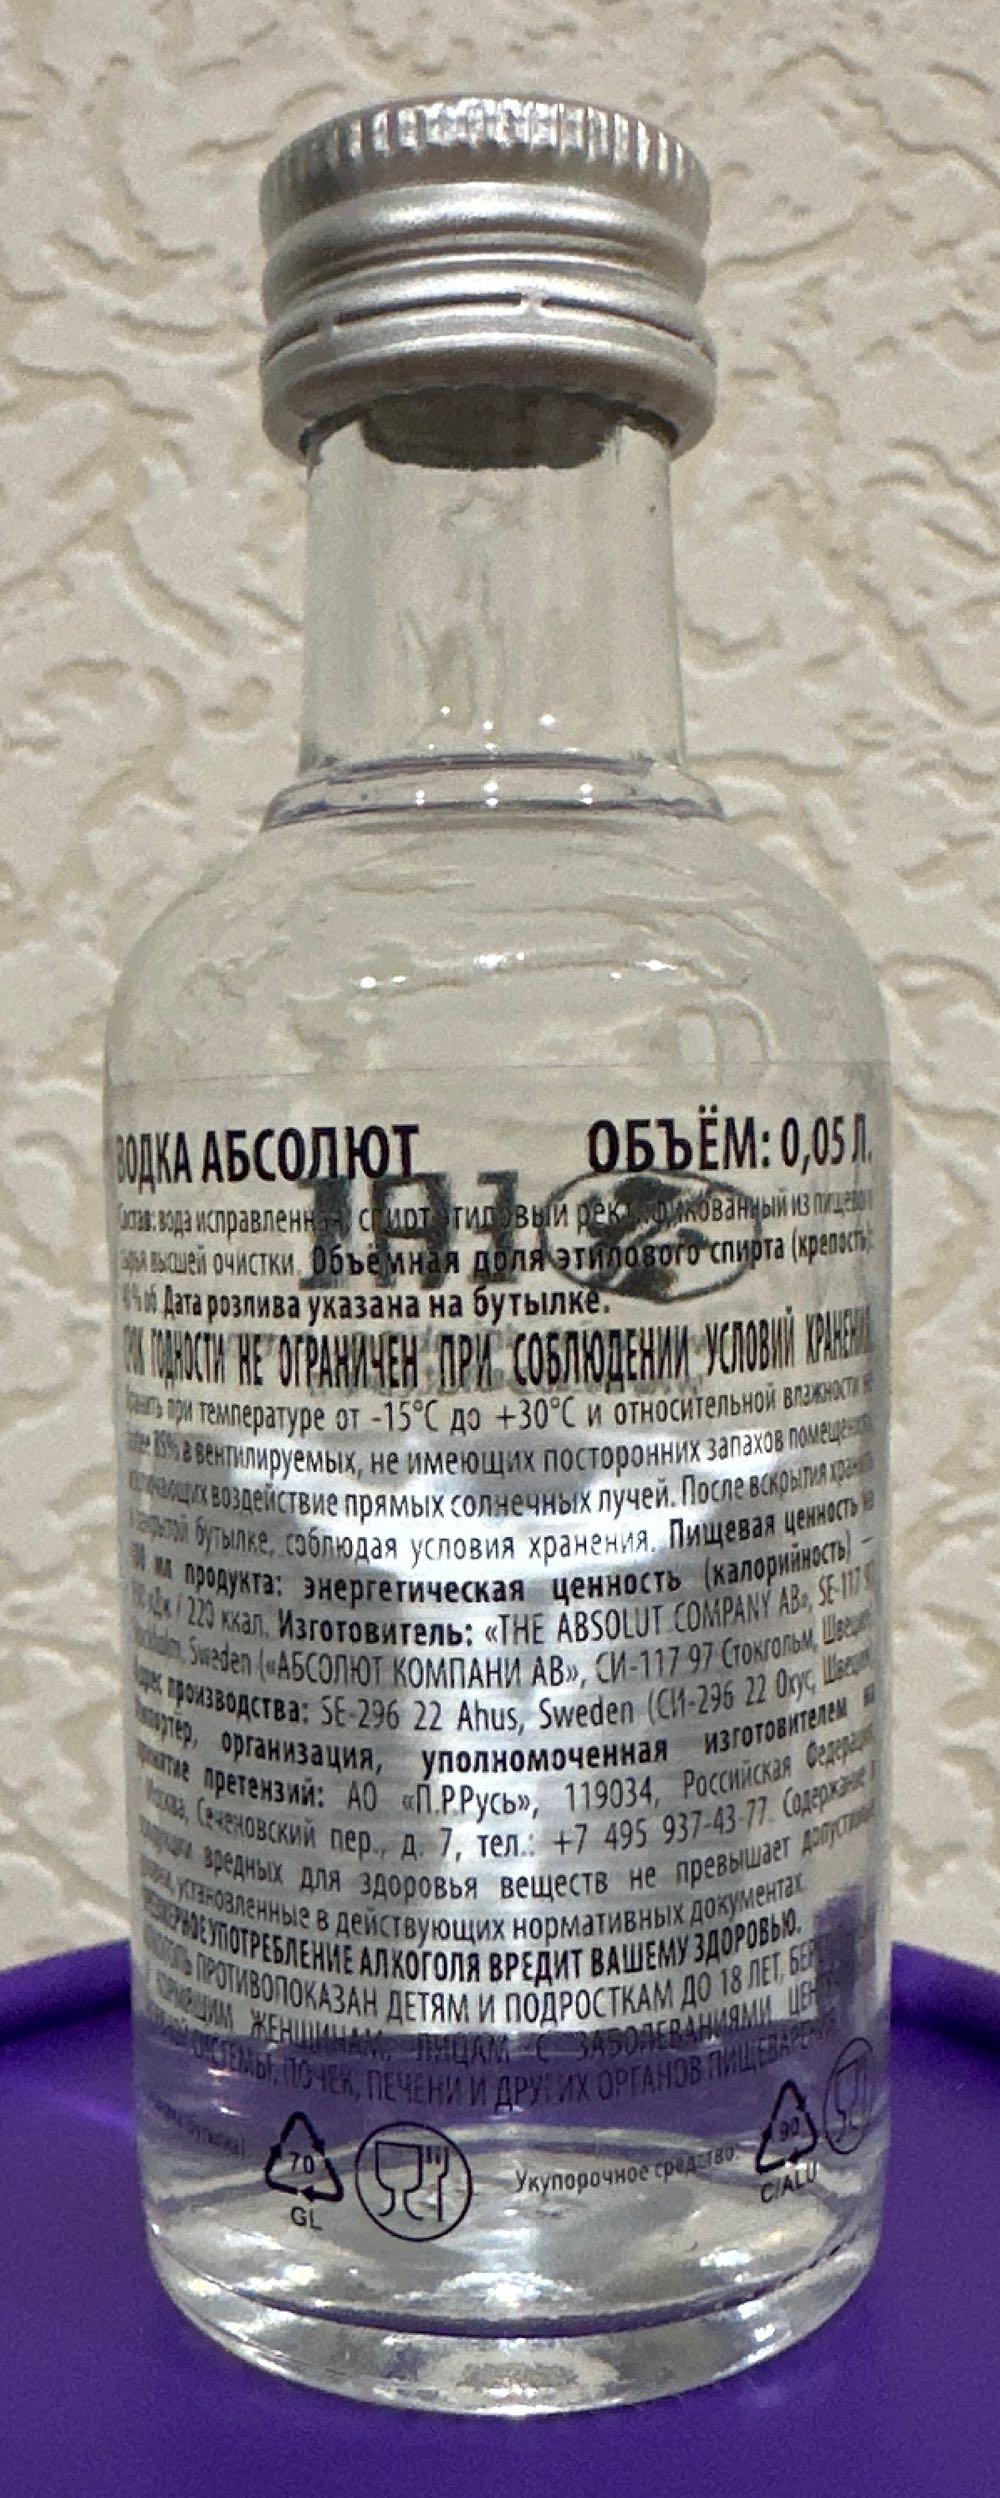 ВОДКА АБСОЛЮТ ОБЪЁМ: 0,05 Л.
Состав: вода исправленная, спирт этиловый ректификованный из пищевого
сырья высшей очистки. Объёмная доля этилового спирта (крепость):
40 % об. Дата розлива указана на бутылке.
СРОК ГОДНОСТИ НЕ ОГРАНИЧЕН ПРИ СОБЛЮДЕНИИ УСЛОВИЙ ХРАНЕНИЯ.
Хранить при температуре от -15°C до +30°C и относительной влажности не
более 85% в вентилируемых, не имеющих посторонних запахов помещениях,
исключающих воздействие прямых солнечных лучей. После вскрытия хранить
в закрытой бутылке, соблюдая условия хранения. Пищевая ценность на
100 мл продукта: энергетическая ценность (калорийность) –
кДж / 220 ккал. Изготовитель: «THE ABSOLUT COMPANY AB», SE-117 97
Stockholm, Sweden («АБСОЛЮТ КОМПАНИ АВ», СИ-117 97 Стокгольм, Швеция)
Адрес производства: SE-296 22 Ahus, Sweden (СИ-296 22 Охус, Швеция)
Импортёр, организация, уполномоченная изготовителем на
принятие претензий: АО «П.Р.Русь», 119034, Российская Федерация,
г. Москва, Сеченовский пер., д. 7, тел.: +7 495 937-43-77. Содержание в
продукции вредных для здоровья веществ не превышает допустимые
уровни, установленные в действующих нормативных документах.
ЧРЕЗМЕРНОЕ УПОТРЕБЛЕНИЕ АЛКОГОЛЯ ВРЕДИТ ВАШЕМУ ЗДОРОВЬЮ.
АЛКОГОЛЬ ПРОТИВОПОКАЗАН ДЕТЯМ И ПОДРОСТКАМ ДО 18 ЛЕТ,
КОРМЯЩИМ ЖЕНЩИНАМ, ЛИЦАМ С ЗАБОЛЕВАНИЯМИ
СИСТЕМЫ, ПОЧЕК, ПЕЧЕНИ И ДРУГИХ ОРГАНОВ ПИЩЕВАРЕНИЯ
70 Укупорочное средство: 90
GL C/ALU